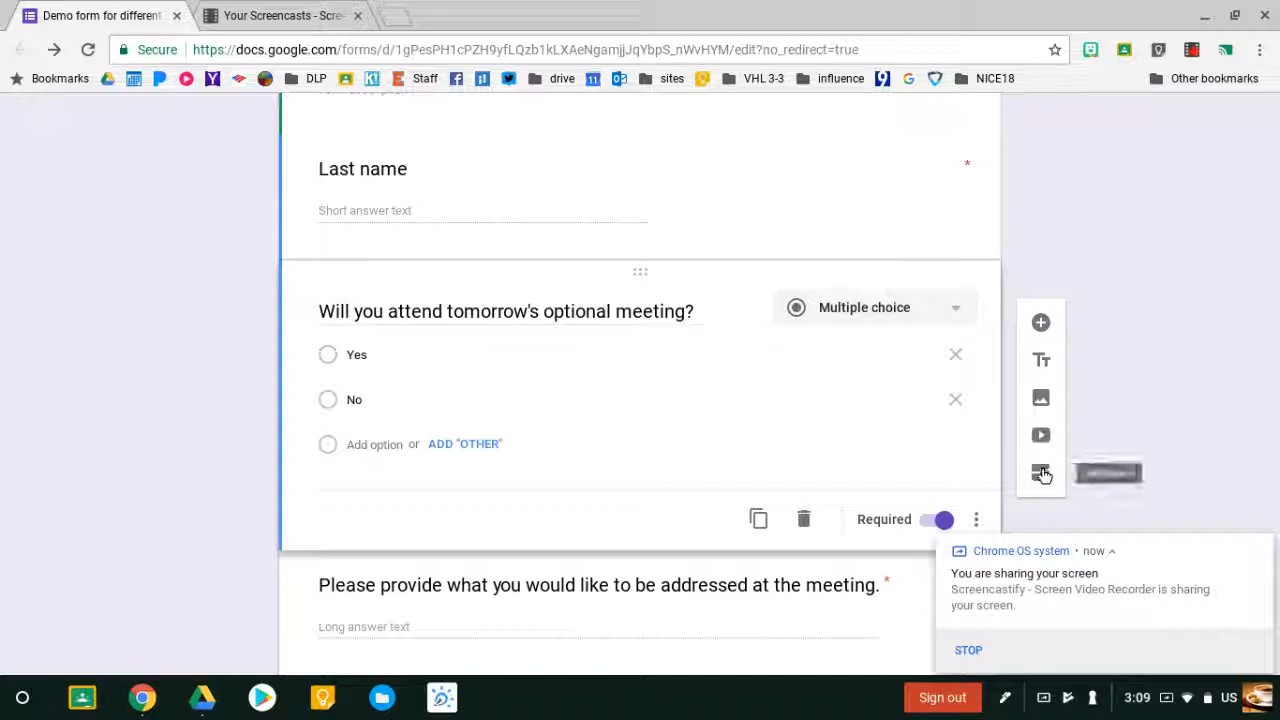 Demo form for different
Your Screencasts - Scre
Secure
https://docs.google.com/forms/d/1gPesPH1cPZH9yfLQzb1kLXAeNgamjJqYbpS_nWvHYM/edit?no_redirect=true
Bookmarks
DLP
Staff
drive
11
sites
VHL 3-3
influence
NICE18
Other bookmarks
Last name
*
Short answer text
Will you attend tomorrow's optional meeting?
Multiple choice
Yes
No
Add option or ADD "OTHER"
Required
Please provide what you would like to be addressed at the meeting. *
Long answer text
Chrome OS system · now
You are sharing your screen
Screencastify - Screen Video Recorder is sharing
your screen.
STOP
Sign out
3:09
US